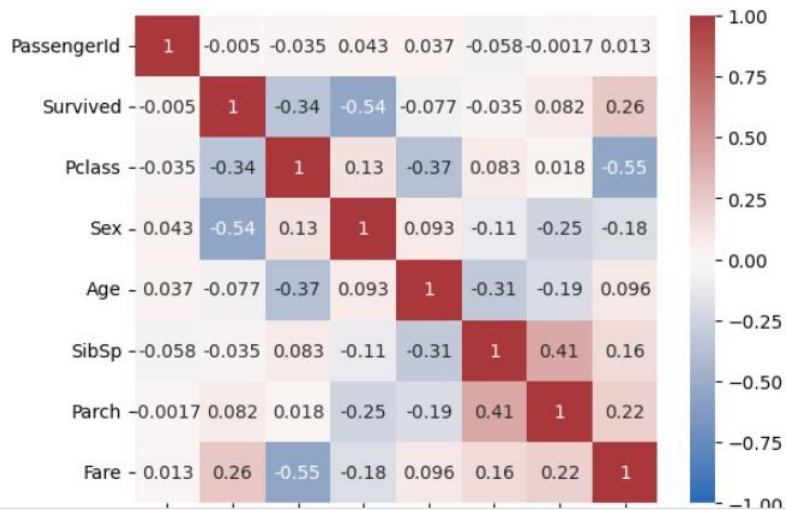 PassengerId 1 -0.005 -0.035 0.043 0.037 -0.058 -0.0017 0.013
Survived -0.005 1 -0.34 -0.54 -0.077 -0.035 0.082 0.26
Pclass -0.035 -0.34 1 0.13 -0.37 0.083 0.018 -0.55
Sex 0.043 -0.54 0.13 1 0.093 -0.11 -0.25 -0.18
Age 0.037 -0.077 -0.37 0.093 1 -0.31 -0.19 0.096
SibSp -0.058 -0.035 0.083 -0.11 -0.31 1 0.41 0.16
Parch -0.0017 0.082 0.018 -0.25 -0.19 0.41 1 0.22
Fare 0.013 0.26 -0.55 -0.18 0.096 0.16 0.22 1
1.00
0.75
0.50
0.25
0.00
−0.25
−0.50
−0.75
−1.00